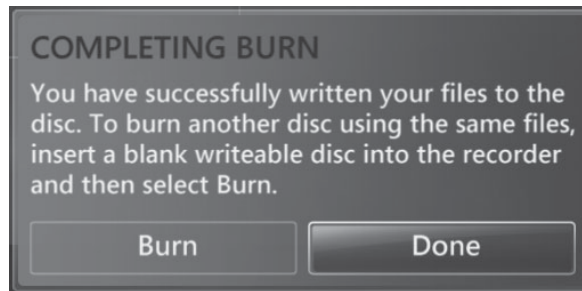 COMPLETING BURN
You have successfully written your files to the
disc. To burn another disc using the same files,
insert a blank writeable disc into the recorder
and then select Burn.
Burn
Done